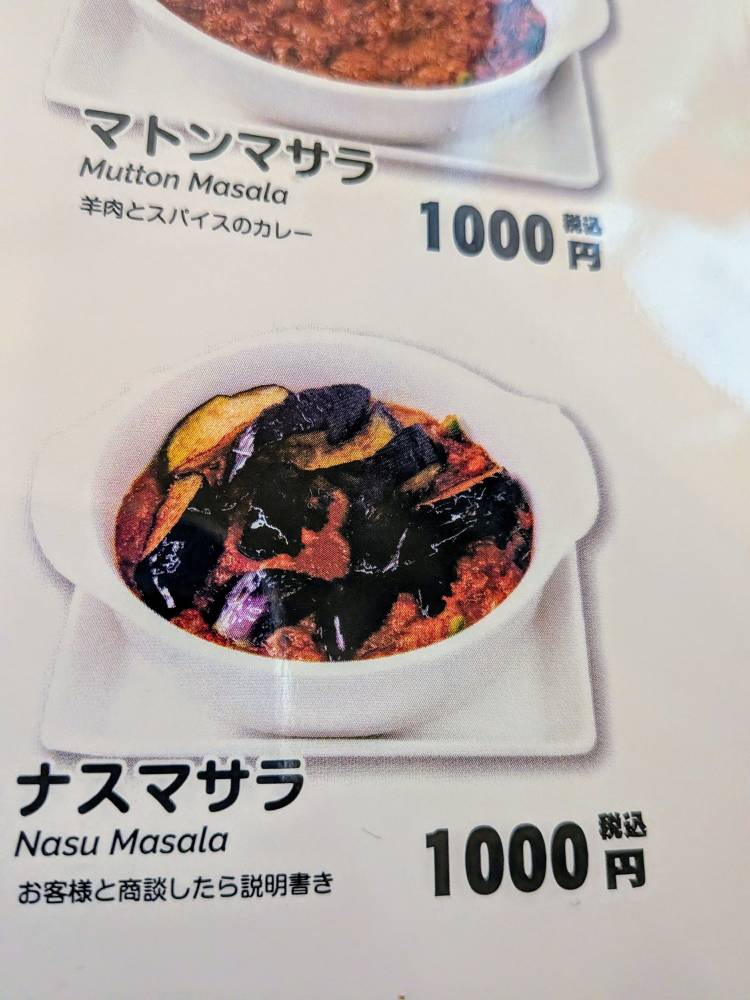 マトンマサラ
Mutton Masala
羊肉とスパイスのカレー
1000 税込
円
ナスマサラ
Nasu Masala
お客様と商談したら説明書き
1000 税込
円